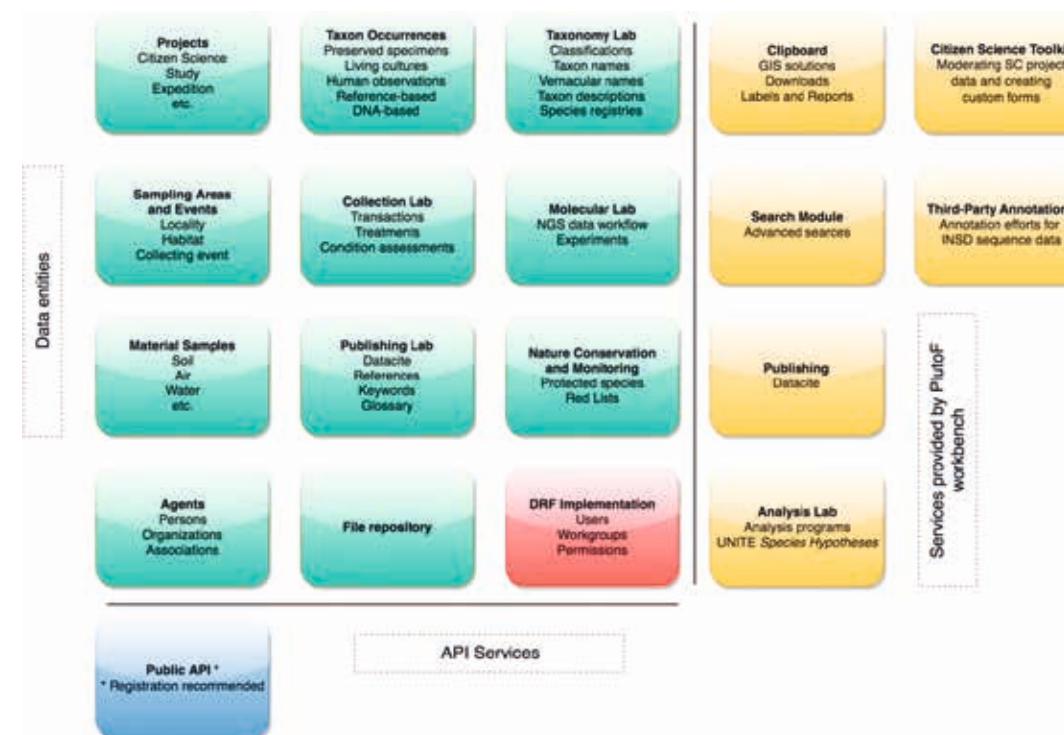 Projects
Citizen Science
Study
Expedition
etc.
Taxon Occurrences
Preserved specimens
Living cultures
Human observations
Reference-based
DNA-based
Taxonomy Lab
Classifications
Taxon names
Vernacular names
Taxon descriptions
Species registries
Clipboard
GIS solutions
Downloads
Labels and Reports
Citizen Science
Moderating SC project
data and creating
custom forms
Data entities
Sampling Areas
and Events
Locality
Habitat
Collecting event
Collection Lab
Transactions
Treatments
Condition assessments
Molecular Lab
NGS data workflow
Experiments
Search Module
Advanced seares
Third-Party Annotation
Annotation efforts for
INSD sequence data
Material Samples
Soil
Air
Water
etc.
Publishing Lab
Datacite
References
Keywords
Glossary
Nature Conservation
and Monitoring
Protected species
Red Lists
Publishing
Datacite
Services provided by PlutoF
workbench
Agents
Persons
Organizations
Associations
File repository
DRF Implementation
Users
Workgroups
Permissions
Analysis Lab
Analysis programs
UNITE Species Hypotheses
Public API *
* Registration recommended
API Services